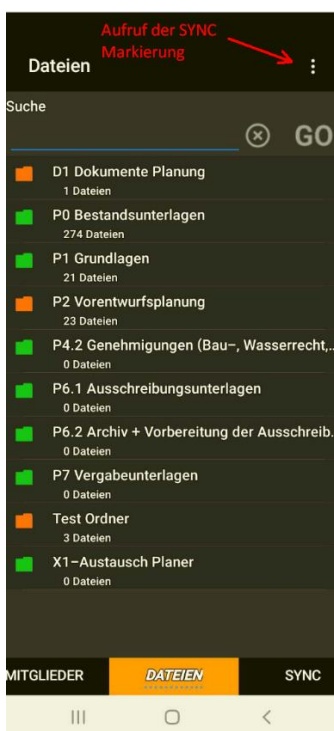 Aufruf der SYNC
Markierung
Dateien
Suche
GO
D1 Dokumente Planung
1 Dateien
P0 Bestandsunterlagen
274 Dateien
P1 Grundlagen
21 Dateien
P2 Vorentwurfsplanung
23 Dateien
P4.2 Genehmigungen (Bau–, Wasserrecht,..
0 Dateien
P6.1 Ausschreibungsunterlagen
0 Dateien
P6.2 Archiv + Vorbereitung der Ausschreib..
0 Dateien
P7 Vergabeunterlagen
0 Dateien
Test Ordner
3 Dateien
X1–Austausch Planer
0 Dateien
MITGLIEDER DATEIEN SYNC